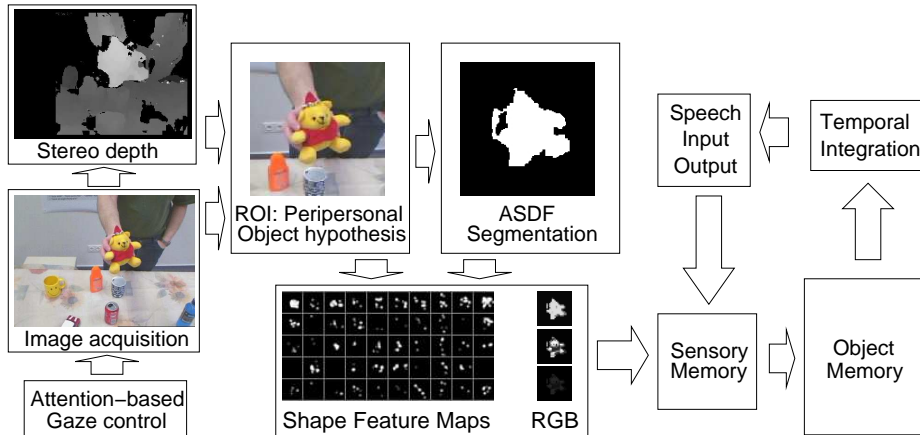 Stereo depth
Image acquisition
Attention−based
Gaze control
ROI: Peripersonal
Object hypothesis
ASDF
Segmentation
Shape Feature Maps
RGB
Speech
Input
Output
Temporal
Integration
Sensory
Memory
Object
Memory